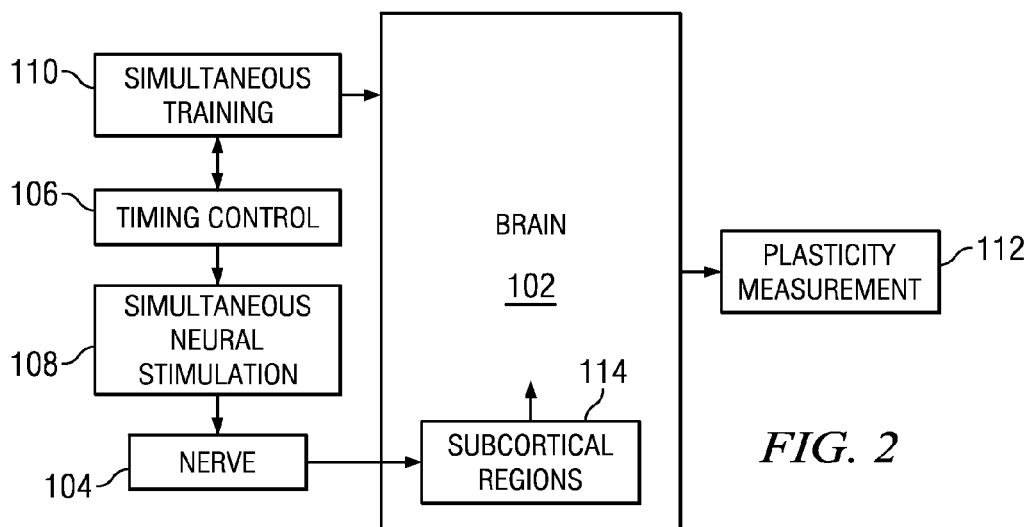 110
SIMULTANEOUS
TRAINING
106
TIMING CONTROL
108
SIMULTANEOUS
NEURAL
STIMULATION
104
NERVE
BRAIN
102
114
SUBCORTICAL
REGIONS
PLASTICITY
MEASUREMENT
112
FIG. 2